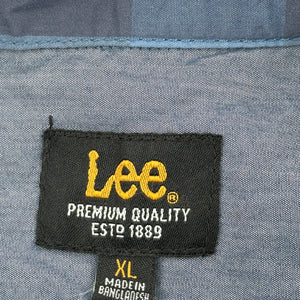 Lee®
PREMIUM QUALITY
ESTD 1889
XL
MADE IN
BANGLADESH